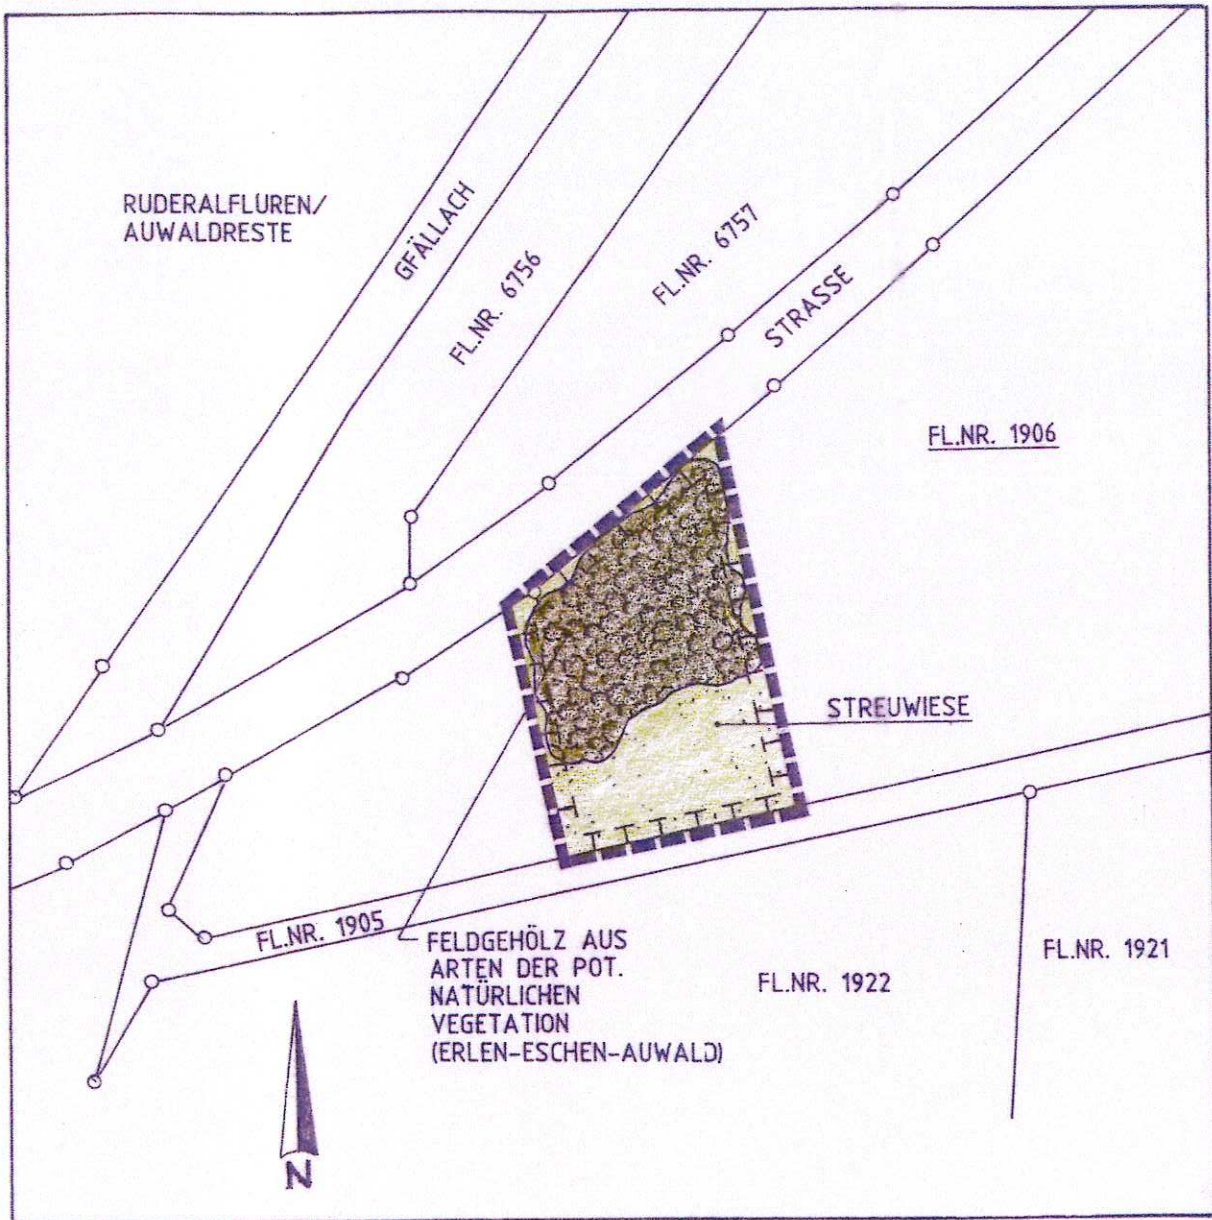 RUDERALFLUREN/
AUWALDRESTE
GFÄLLACH
FL.NR. 6756
FL.NR. 6757
STRASSE
FL.NR. 1906
STREUWIESE
FL.NR. 1905
FELDGEHÖLZ AUS
ARTEN DER POT.
NATÜRLICHEN
VEGETATION
(ERLEN-ESCHEN-AUWALD)
FL.NR. 1922
FL.NR. 1921
N